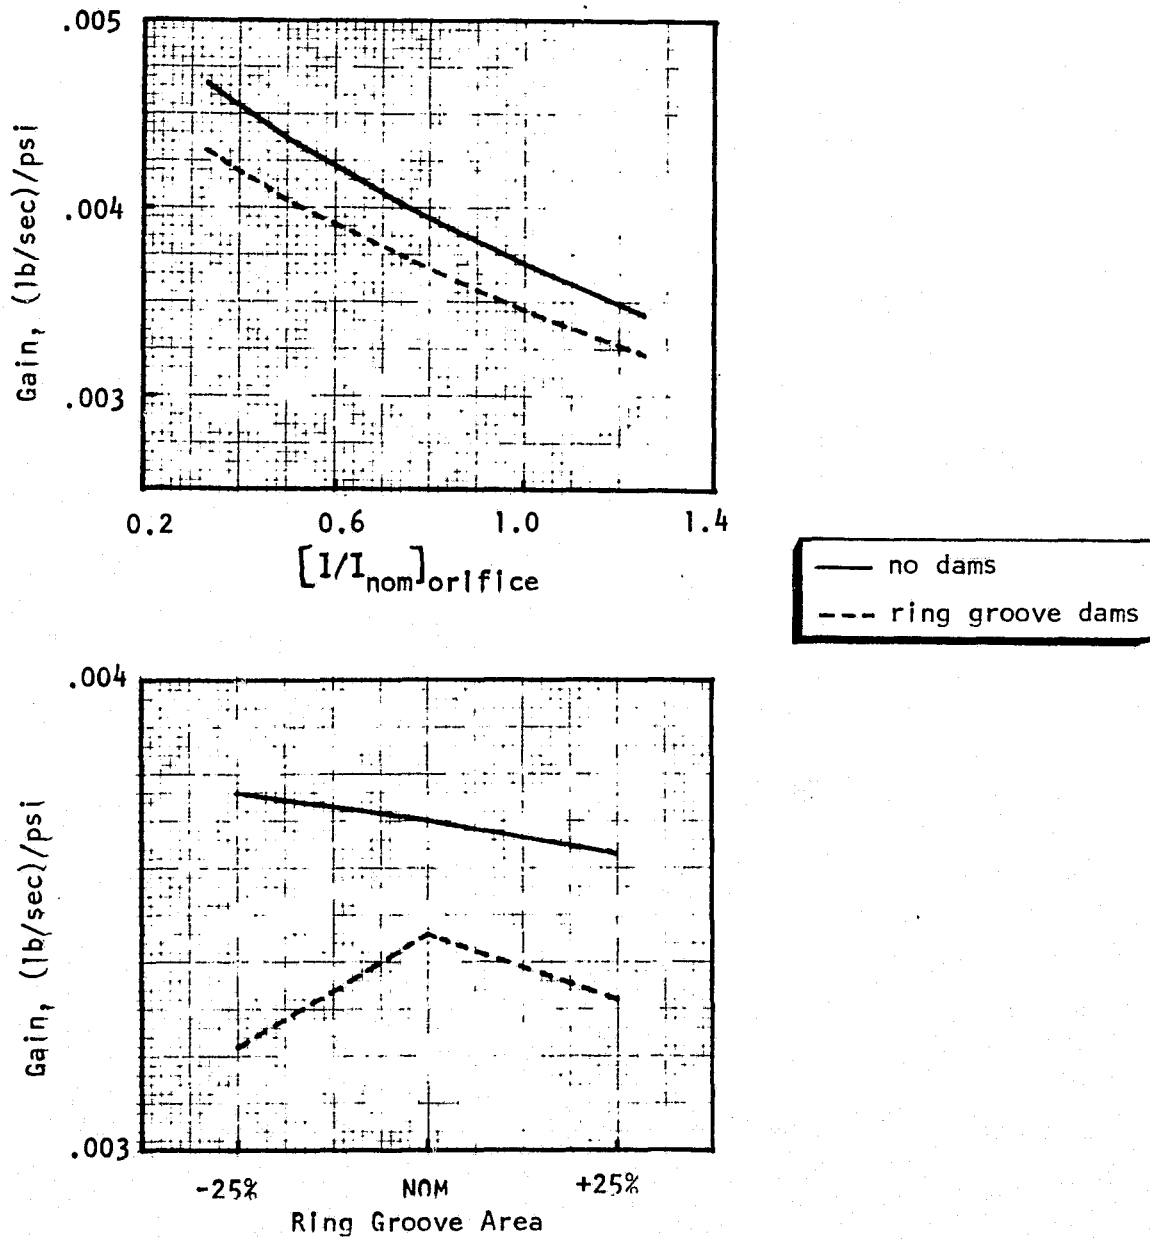 .005
.004
.003
Gain, (lb/sec)/psi
0.2 0.6 1.0 1.4
[I/Inom]orifice
no dams
ring groove dams
.004
.003
Gain, (lb/sec)/psi
-25% NOM +25%
Ring Groove Area